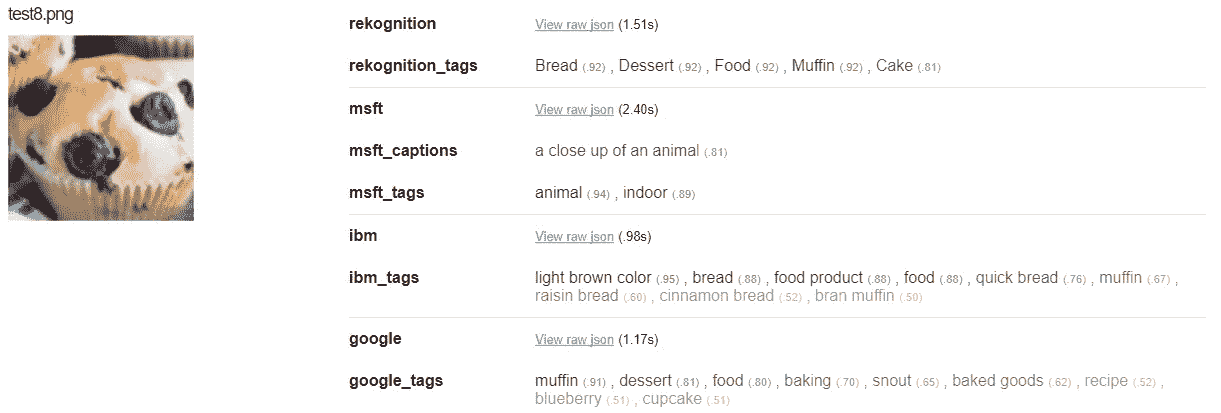 test8.png
rekognition View raw json (1.51s)
rekognition_tags Bread (.92) , Dessert (.92) , Food (.92) , Muffin (.92) , Cake (.81)
msft View raw json (2.40s)
msft_captions a close up of an animal (.81)
msft_tags animal (.94) , indoor (.89)
ibm View raw json (.98s)
ibm_tags light brown color (.95) , bread (.88) , food product (.88) , food (.88) , quick bread (.76) , muffin (.67) ,
raisin bread (.60) , cinnamon bread (.52) , bran muffin (.50)
google View raw json (1.17s)
google_tags muffin (.91) , dessert (.81) , food (.80) , baking (.70) , snout (.65) , baked goods (.62) , recipe (.52) ,
blueberry (.51) , cupcake (.51)